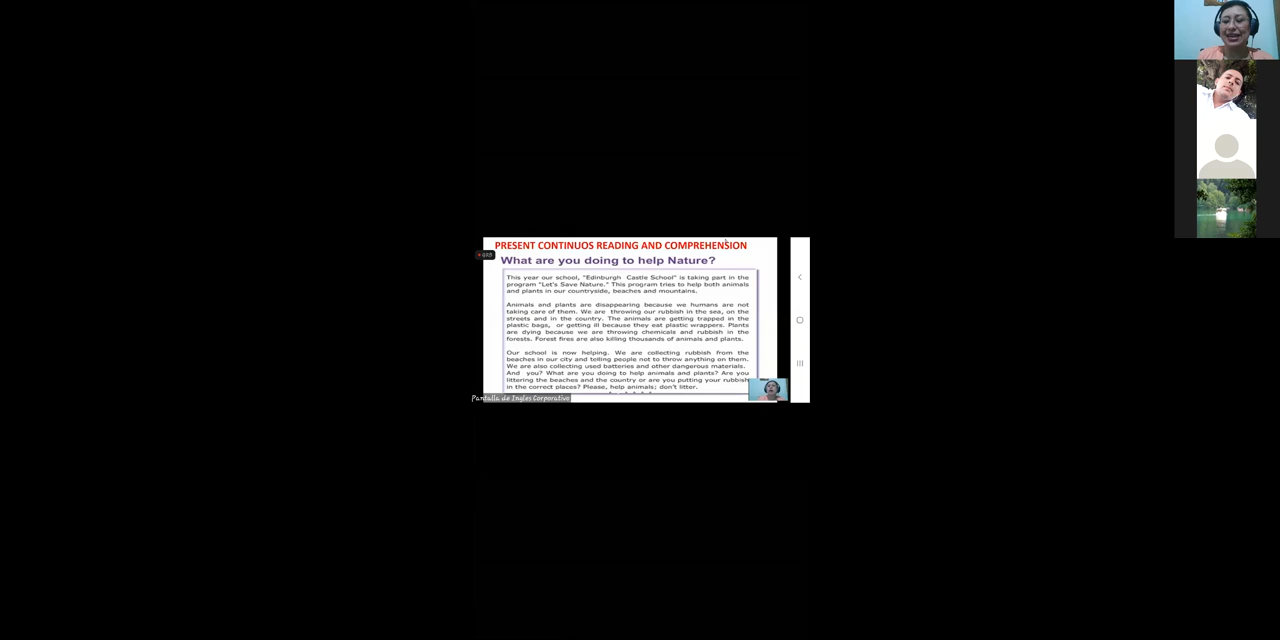 PRESENT CONTINUOS READING AND COMPREHENSION
What are you doing to help Nature?
This year our school, "Edinburgh Castle School" is taking part in the
program "Let's Save Nature." This program tries to help both animals
and plants in our countryside, beaches and mountains.
Animals and plants are disappearing because we humans are not
taking care of them. We are throwing our rubbish in the sea, on the
streets and in the country. The animals are getting trapped in the
plastic bags, or getting ill because they eat plastic wrappers. Plants
are dying because we are throwing chemicals and rubbish in the
forests. Forest fires are also killing thousands of animals and plants.
Our school is now helping. We are collecting rubbish from the
beaches in our city and telling people not to throw anything on them.
We are also collecting used batteries and other dangerous materials.
And you? What are you doing to help animals and plants? Are you
littering the beaches and the country or are you putting your rubbish
in the correct places? Please, help animals; don't litter.
Pantalla de Ingles Corporativo